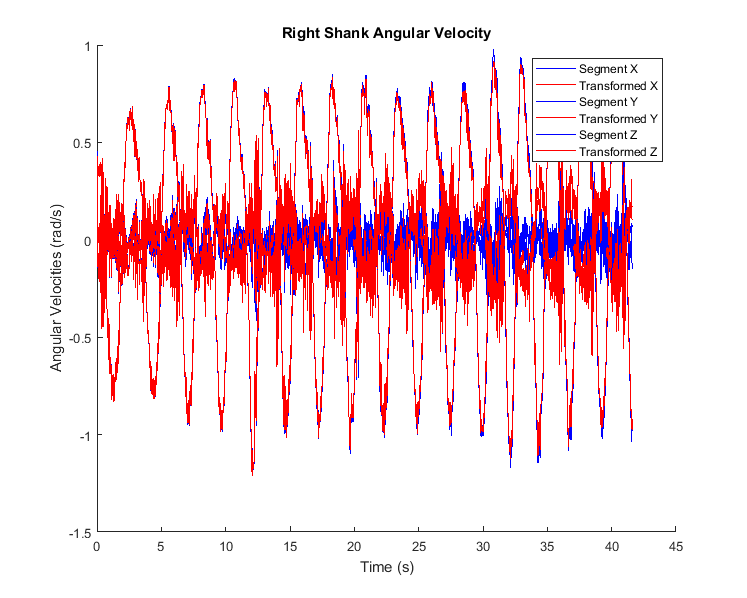 Right Shank Angular Velocity
Segment X
Transformed X
Segment Y
Transformed Y
Segment Z
Transformed Z
Angular Velocities (rad/s)
1
0.5
0
-0.5
-1
-1.5
0 5 10 15 20 25 30 35 40 45
Time (s)